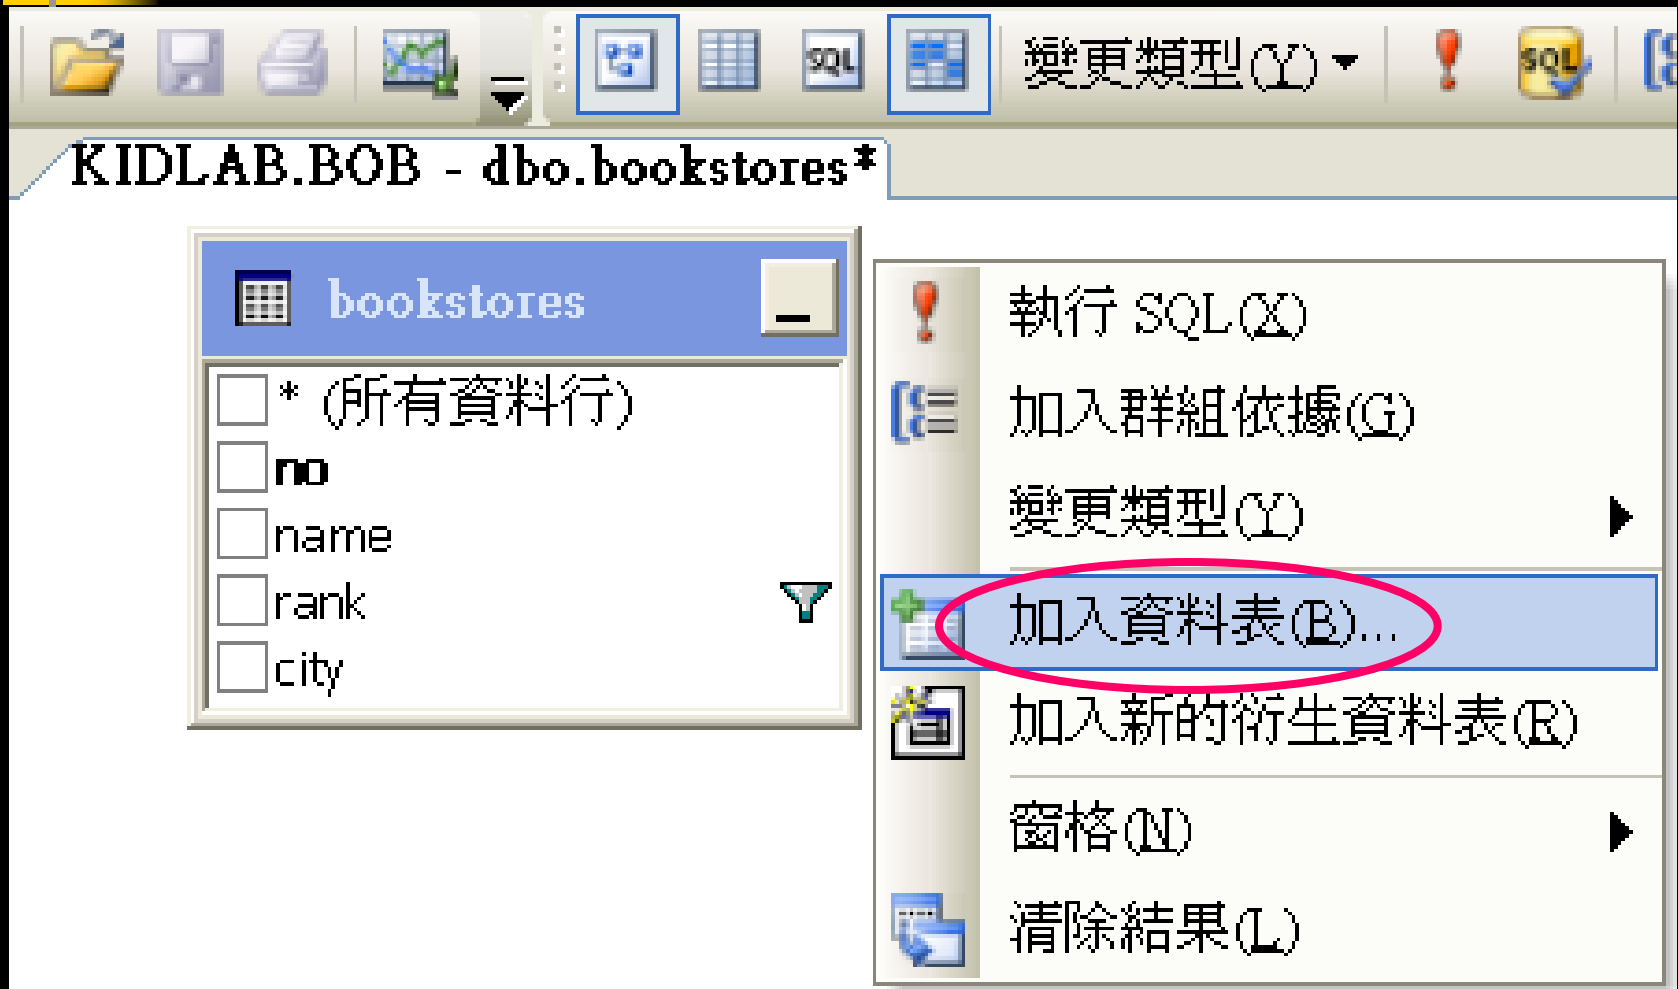 SQL 變更類型(Y) SQL
KIDLAB.BOB - dbo.bookstores*
bookstores
* (所有資料行)
no
name
rank
city
執行 SQL(X)
加入群組依據(G)
變更類型(Y)
加入資料表(B)...
加入新的衍生資料表(R)
窗格(N)
清除結果(L)